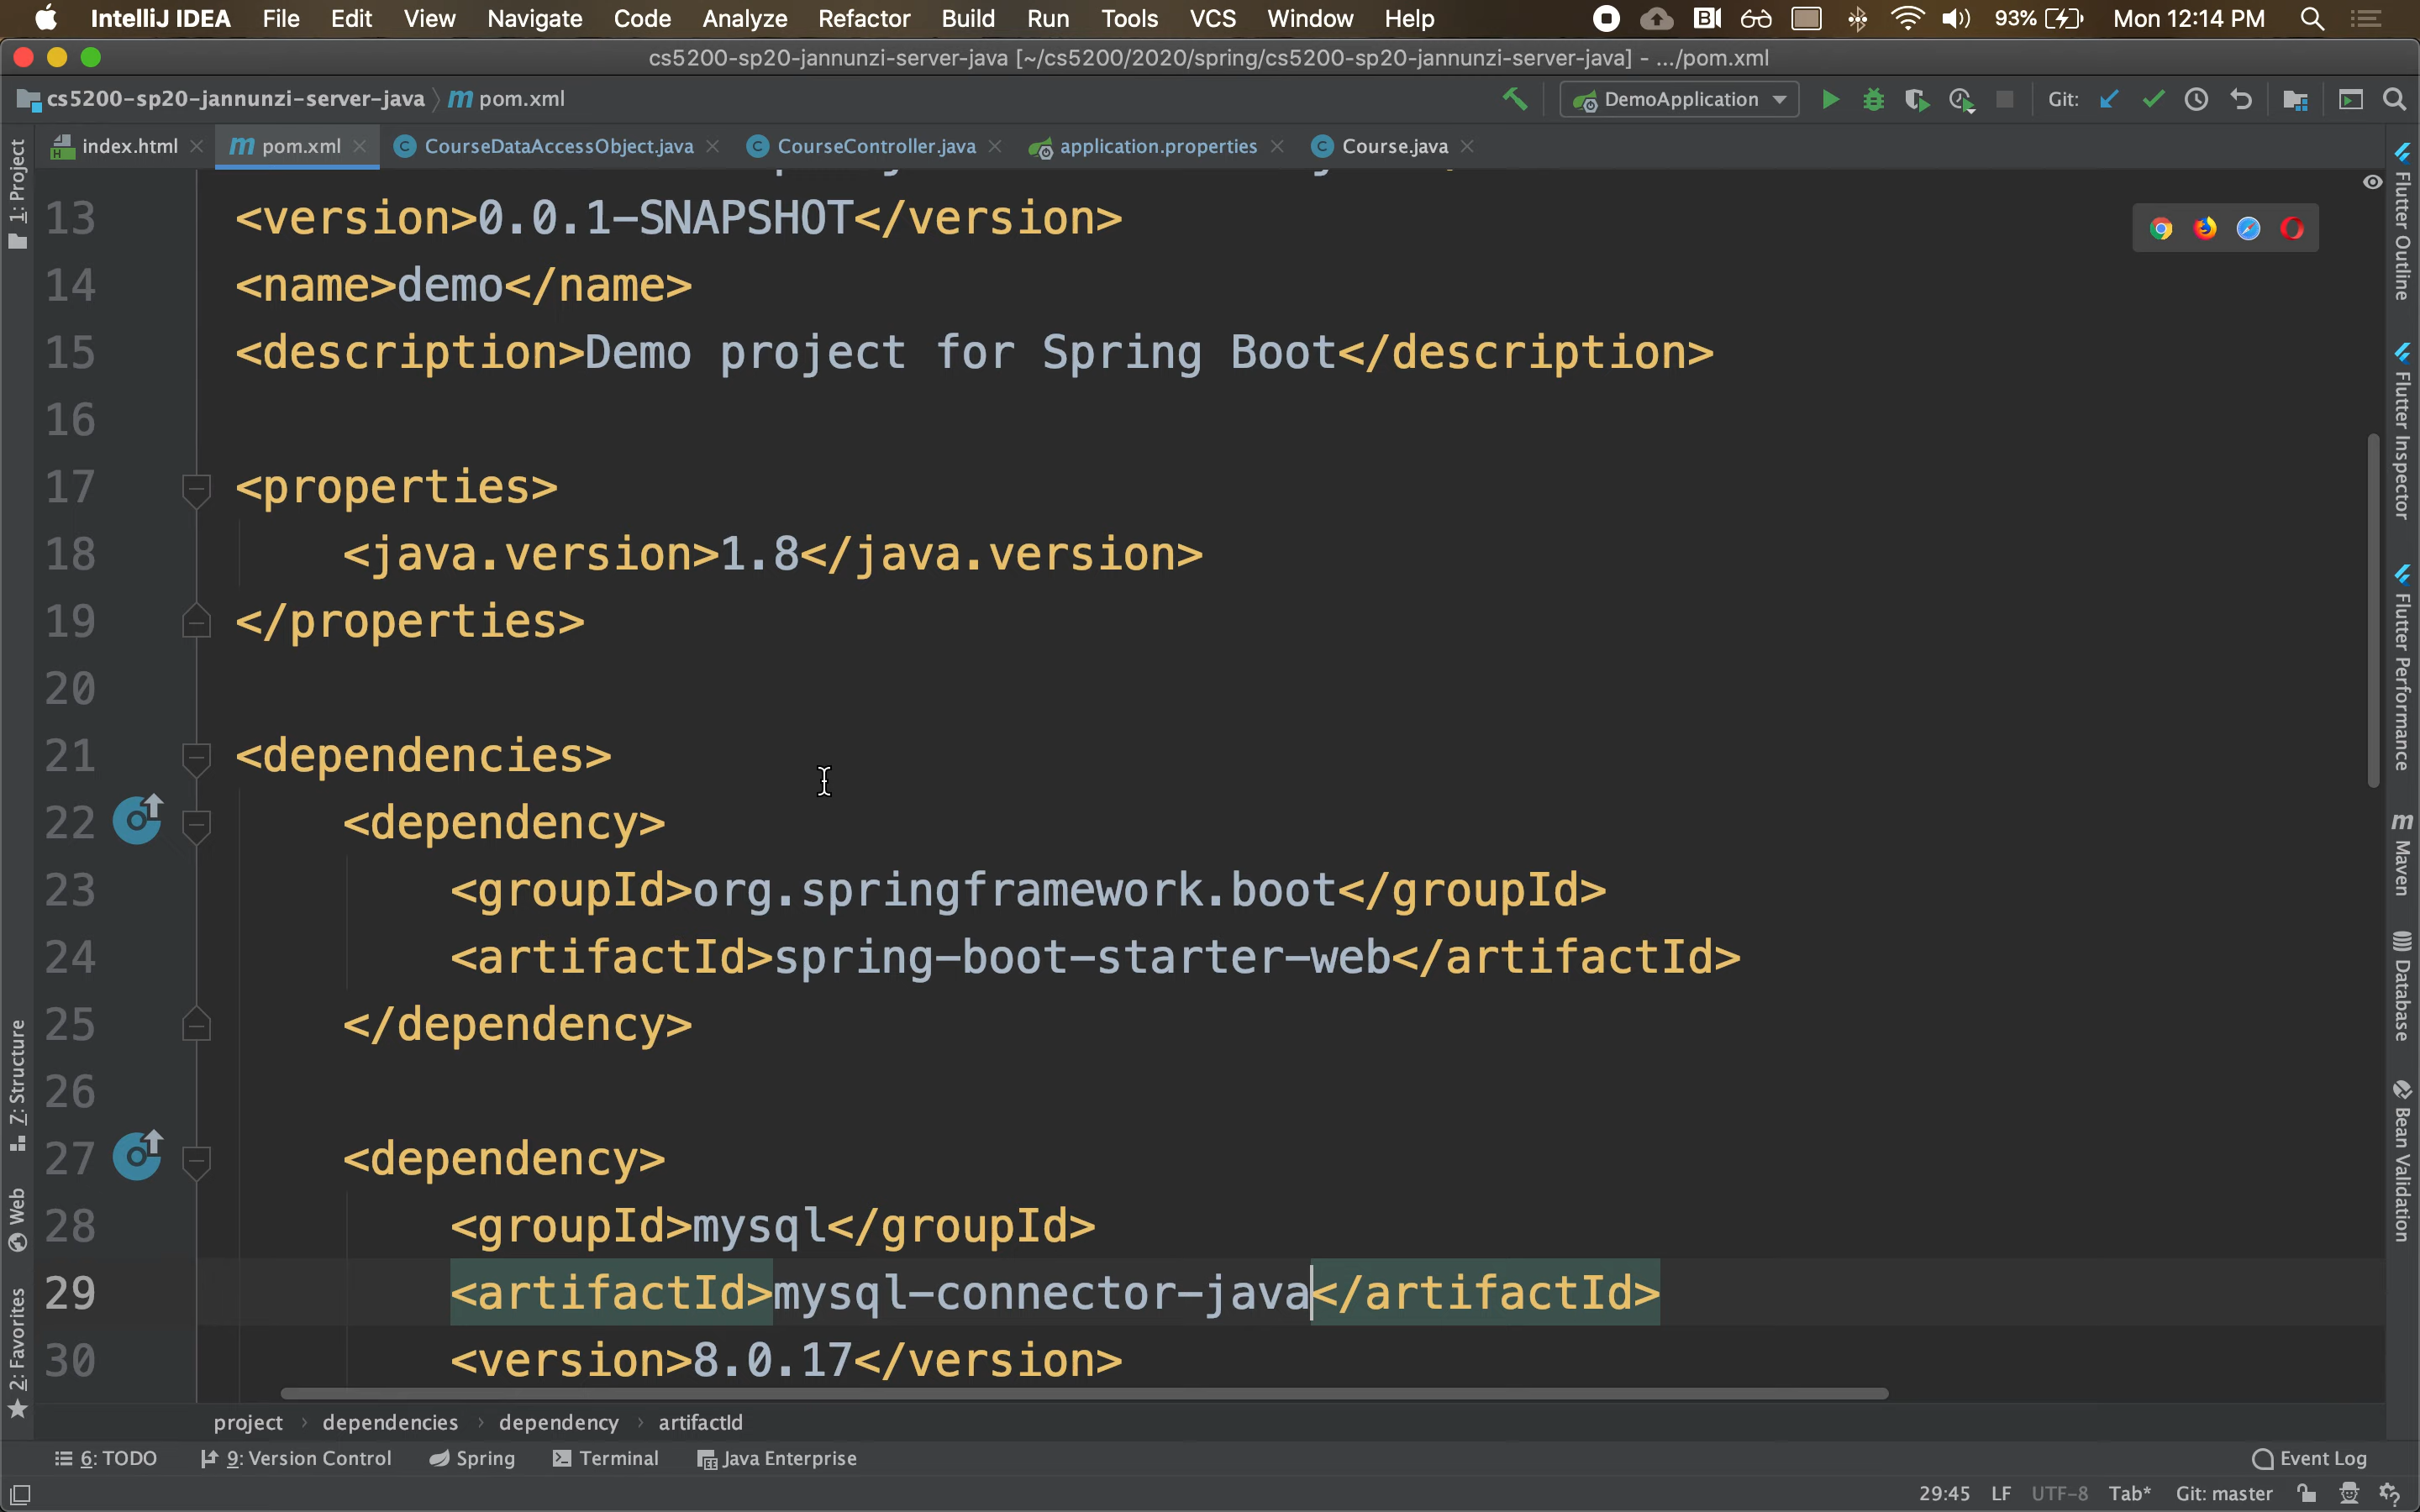 IntelliJ IDEA File Edit View Navigate Code Analyze Refactor Build Run Tools VCS Window Help 93% Mon 12:14 PM
cs5200-sp20-jannunzi-server-java [~/cs5200/2020/spring/cs5200-sp20-jannunzi-server-java] - .../pom.xml
cs5200-sp20-jannunzi-server-java m pom.xml DemoApplication Git:
index.html m pom.xml CourseDataAccessObject.java CourseController.java application.properties Course.java
13 <version>0.0.1-SNAPSHOT</version>
14 <name>demo</name>
15 <description>Demo project for Spring Boot</description>
16
17 <properties>
18 <java.version>1.8</java.version>
19 </properties>
20
21 <dependencies>
22 <dependency>
23 <groupId>org.springframework.boot</groupId>
24 <artifactId>spring-boot-starter-web</artifactId>
25 </dependency>
26
27 <dependency>
28 <groupId>mysql</groupId>
29 <artifactId>mysql-connector-java</artifactId>
30 <version>8.0.17</version>
1: Project
Z: Structure
Web
2: Favorites
Flutter Outline
Flutter Inspector
Flutter Performance
m Maven
Database
Bean Validation
project dependencies dependency artifactId
6: TODO 9: Version Control Spring Terminal Java Enterprise Event Log
29:45 LF UTF-8 Tab* Git: master